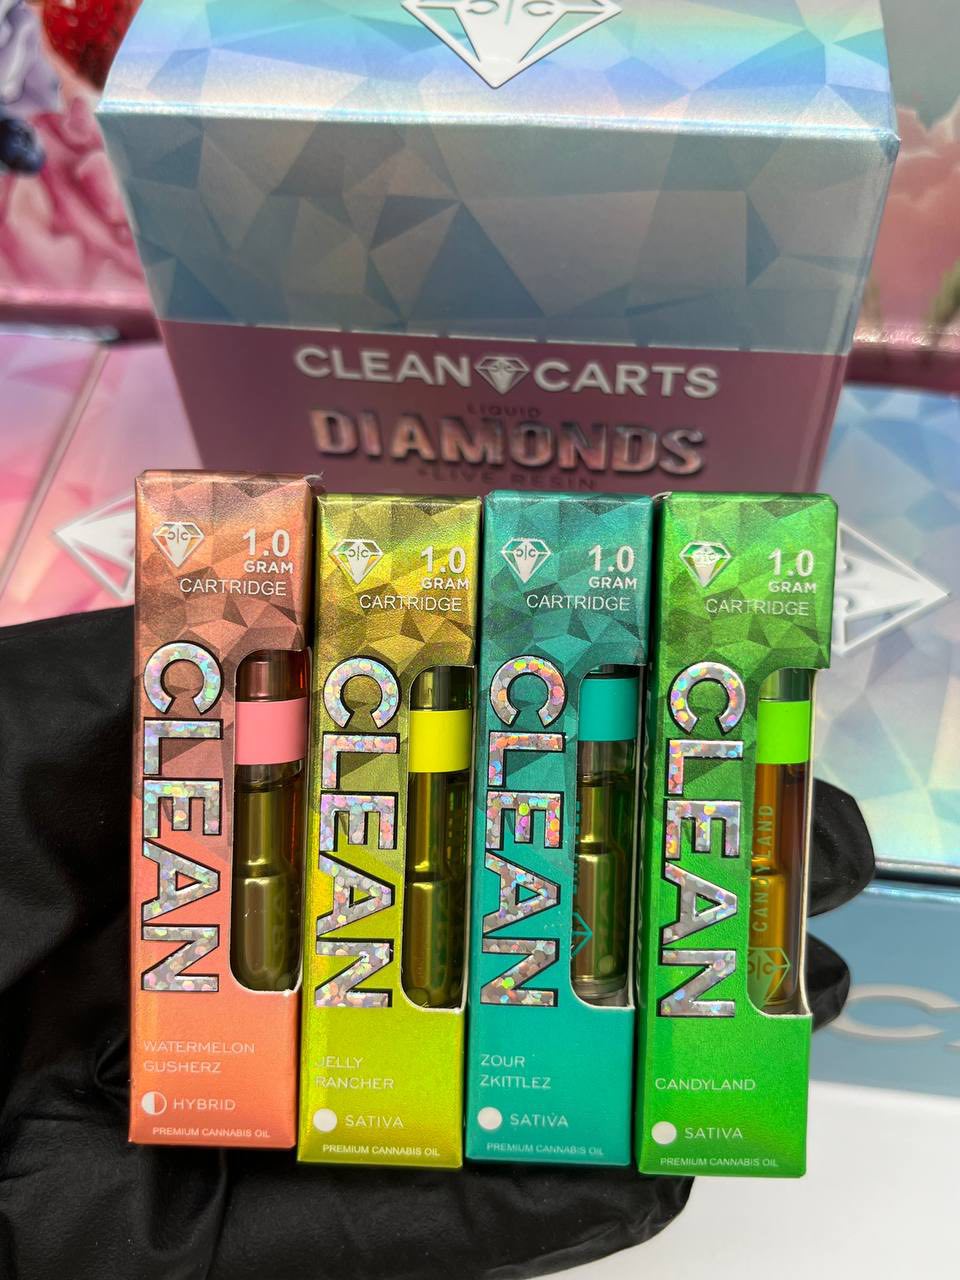 CLEAN CARTS
LIQUID
DIAMONDS
+LIVE RESIN
1.0
GRAM
CARTRIDGE
CLEAN
WATERMELON
GUSHERZ
HYBRID
PREMIUM CANNABIS OIL
1.0
GRAM
CARTRIDGE
CLEAN
JELLY
RANCHER
SATIVA
PREMIUM CANNABIS OIL
1.0
GRAM
CARTRIDGE
CLEAN
ZOUR
ZKITTLEZ
SATIVA
PREMIUM CANNABIS OIL
1.0
GRAM
CARTRIDGE
CLEAN
CANDYLAND
CANDYLAND
SATIVA
PREMIUM CANNABIS OIL